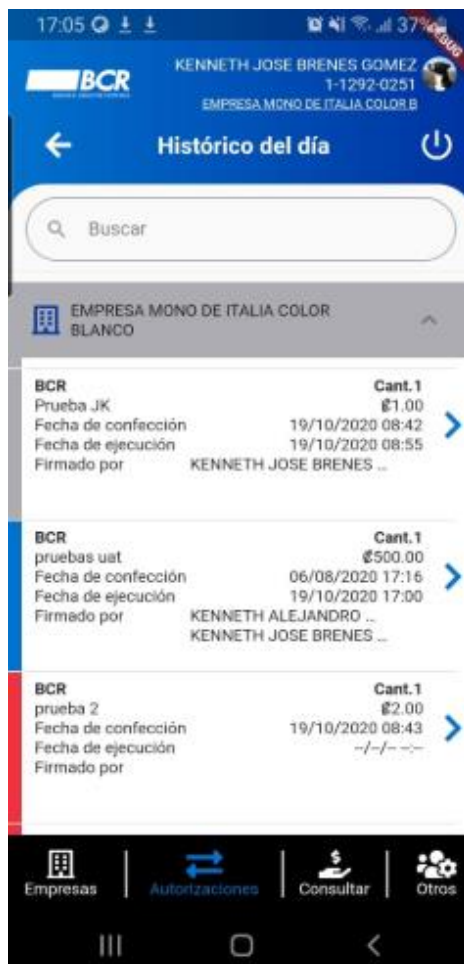 17:05 37%
DEBUG
BCR
KENNETH JOSE BRENES GOMEZ
1-1292-0251
EMPRESA MONO DE ITALIA COLOR B
Histórico del día
Buscar
EMPRESA MONO DE ITALIA COLOR
BLANCO
BCR Cant.1
Prueba JK ₡1.00
Fecha de confección 19/10/2020 08:42
Fecha de ejecución 19/10/2020 08:55
Firmado por KENNETH JOSE BRENES ...
BCR Cant.1
pruebas uat ₡500.00
Fecha de confección 06/08/2020 17:16
Fecha de ejecución 19/10/2020 17:00
Firmado por KENNETH ALEJANDRO ...
KENNETH JOSE BRENES ...
BCR Cant.1
prueba 2 ₡2.00
Fecha de confección 19/10/2020 08:43
Fecha de ejecución --/--/-- --:--
Firmado por
Empresas Autorizaciones Consultar Otros